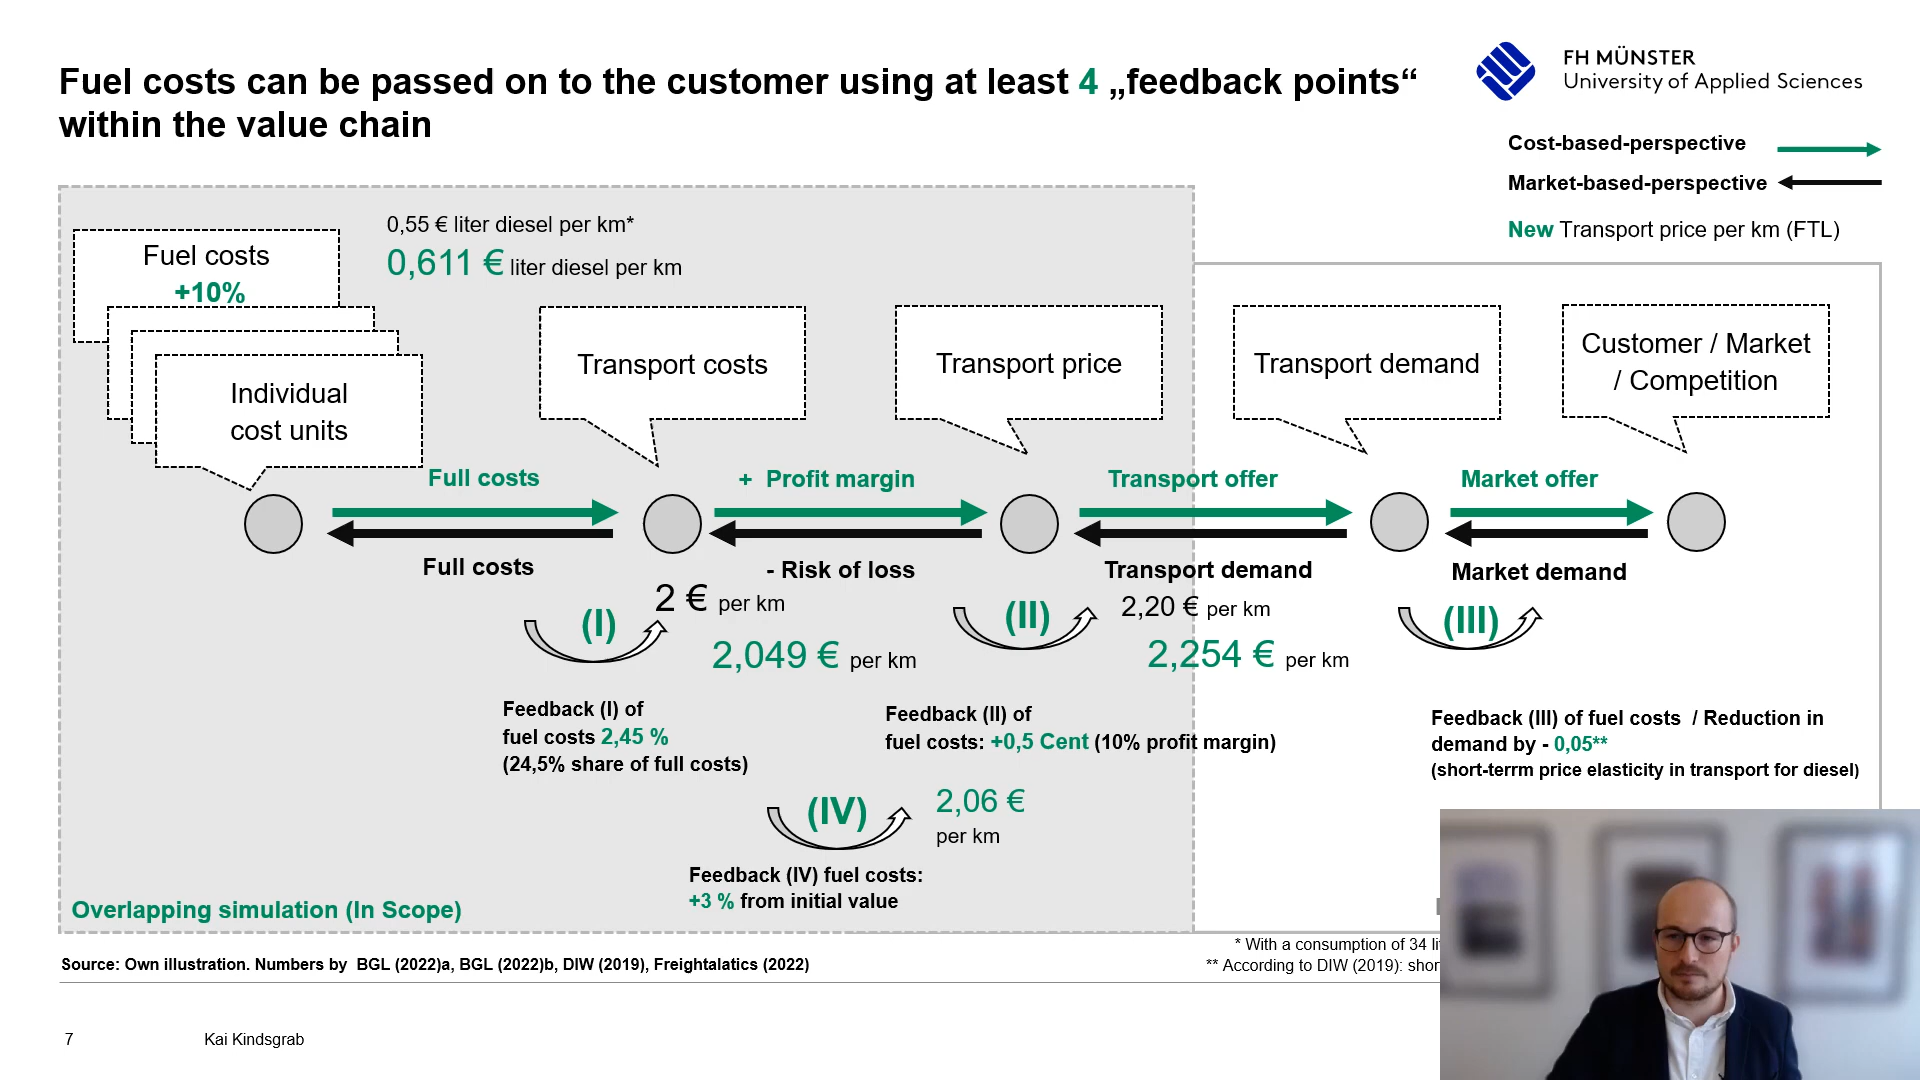 Fuel costs can be passed on to the customer using at least 4 „feedback points“
within the value chain
FH MÜNSTER
University of Applied Sciences
Cost-based-perspective
Market-based-perspective
New Transport price per km (FTL)
0,55 € liter diesel per km*
0,611 € liter diesel per km
Fuel costs
+10%
Individual
cost units
Transport costs
Transport price
Transport demand
Customer / Market
/ Competition
Full costs
+ Profit margin
Transport offer
Market offer
Full costs
- Risk of loss
Transport demand
Market demand
(I)
2 € per km
2,049 € per km
(II)
2,20 € per km
2,254 € per km
(III)
Feedback (I) of
fuel costs 2,45 %
(24,5% share of full costs)
Feedback (II) of
fuel costs: +0,5 Cent (10% profit margin)
Feedback (III) of fuel costs / Reduction in
demand by - 0,05**
(short-terrm price elasticity in transport for diesel)
(IV)
2,06 €
per km
Feedback (IV) fuel costs:
+3 % from initial value
Overlapping simulation (In Scope)
* With a consumption of 34
** According to DIW (2019):
Source: Own illustration. Numbers by BGL (2022)a, BGL (2022)b, DIW (2019), Freightalatics (2022)
7
Kai Kindsgrab